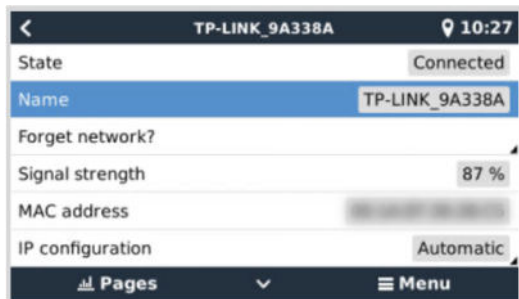 TP-LINK_9A338A 10:27
State Connected
Name TP-LINK_9A338A
Forget network?
Signal strength 87 %
MAC address
IP configuration Automatic
Pages Menu